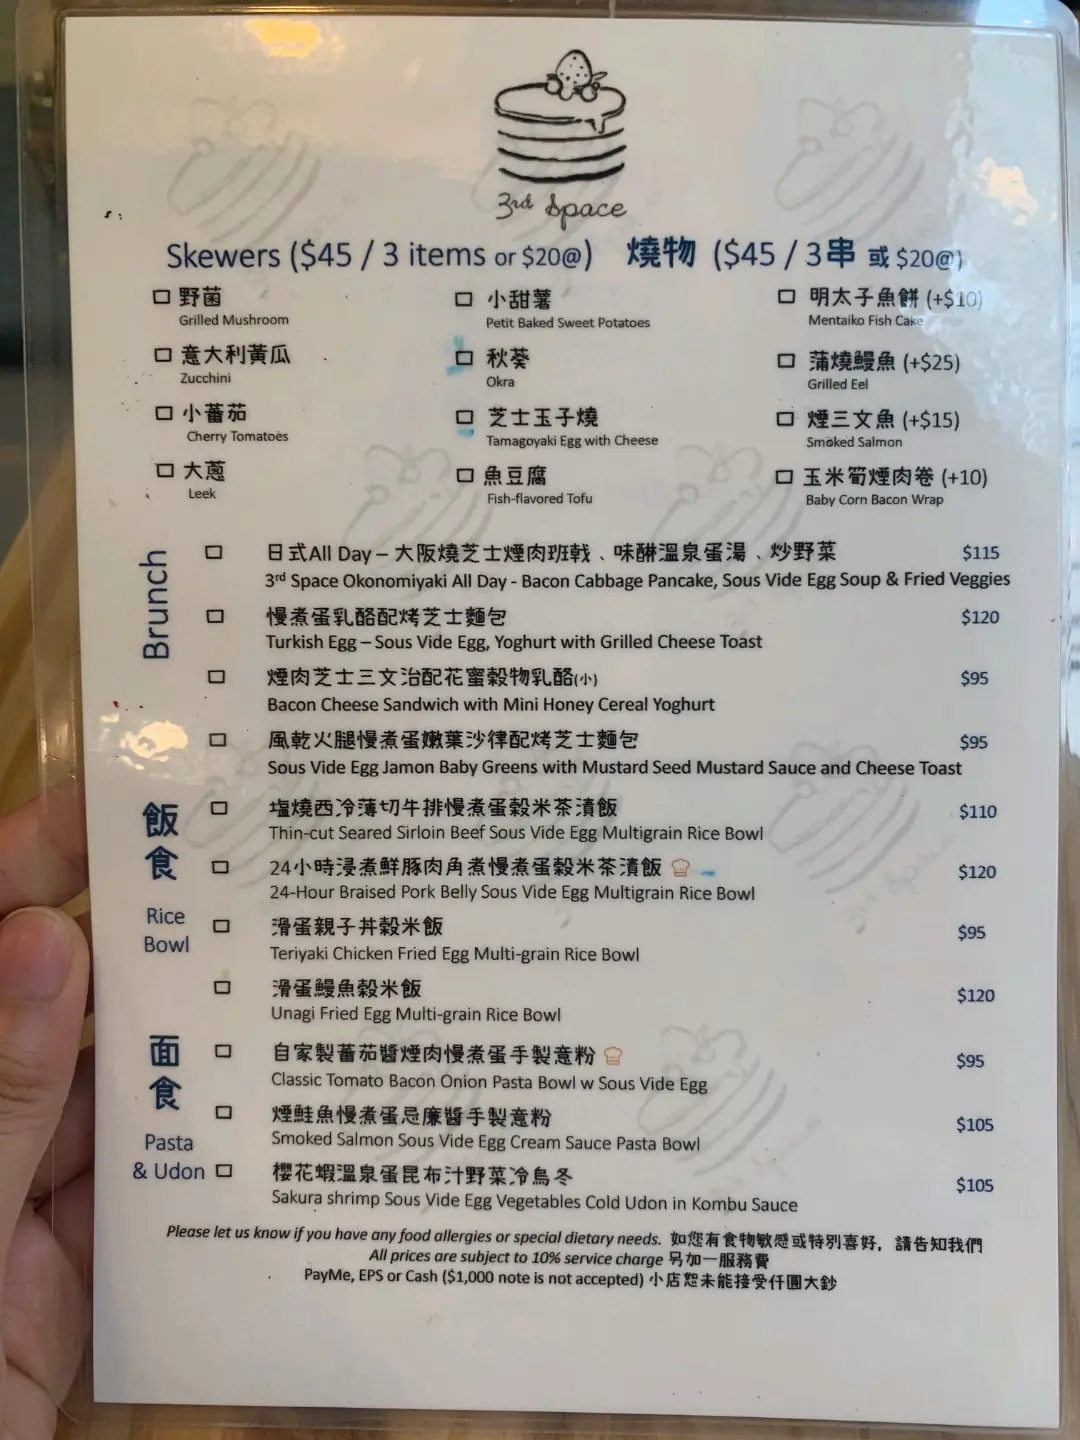 3rd Space
Skewers ($45 / 3 items or $20@) 燒物 ($45 / 3串 或 $20@)
野菌 小甜薯 明太子魚餅 (+$10)
Grilled Mushroom Petit Baked Sweet Potatoes Mentaiko Fish Cake
意大利黃瓜 秋葵 蒲燒鰻魚 (+$25)
Zucchini Okra Grilled Eel
小蕃茄 芝士玉子燒 煙三文魚 (+$15)
Cherry Tomatoes Tamagoyaki Egg with Cheese Smoked Salmon
大蔥 魚豆腐 玉米筍煙肉卷 (+10)
Leek Fish-flavored Tofu Baby Corn Bacon Wrap
Brunch
日式All Day – 大阪燒芝士煙肉班戟、味醂溫泉蛋湯、炒野菜 $115
3rd Space Okonomiyaki All Day - Bacon Cabbage Pancake, Sous Vide Egg Soup & Fried Veggies
慢煮蛋乳酪配烤芝士麵包 $120
Turkish Egg – Sous Vide Egg, Yoghurt with Grilled Cheese Toast
煙肉芝士三文治配花蜜穀物乳酪(小) $95
Bacon Cheese Sandwich with Mini Honey Cereal Yoghurt
風乾火腿慢煮蛋嫩葉沙律配烤芝士麵包 $95
Sous Vide Egg Jamon Baby Greens with Mustard Seed Mustard Sauce and Cheese Toast
飯食
Rice Bowl
塩燒西冷薄切牛排慢煮蛋穀米茶漬飯 $110
Thin-cut Seared Sirloin Beef Sous Vide Egg Multigrain Rice Bowl
24小時浸煮鮮豚肉角煮慢煮蛋穀米茶漬飯 $120
24-Hour Braised Pork Belly Sous Vide Egg Multigrain Rice Bowl
滑蛋親子丼穀米飯 $95
Teriyaki Chicken Fried Egg Multi-grain Rice Bowl
滑蛋鰻魚穀米飯 $120
Unagi Fried Egg Multi-grain Rice Bowl
面食
Pasta & Udon
自家製蕃茄醬煙肉慢煮蛋手製意粉 $95
Classic Tomato Bacon Onion Pasta Bowl w Sous Vide Egg
煙鮭魚慢煮蛋忌廉醬手製意粉 $105
Smoked Salmon Sous Vide Egg Cream Sauce Pasta Bowl
櫻花蝦溫泉蛋昆布汁野菜冷烏冬 $105
Sakura shrimp Sous Vide Egg Vegetables Cold Udon in Kombu Sauce
Please let us know if you have any food allergies or special dietary needs. 如您有食物敏感或特別喜好，請告知我們
All prices are subject to 10% service charge 另加一服務費
PayMe, EPS or Cash ($1,000 note is not accepted) 小店恕未能接受仟圓大鈔